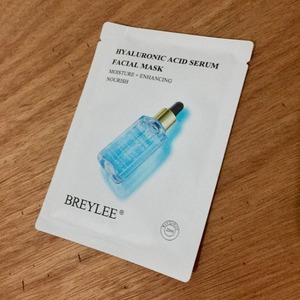 HYALURONIC ACID SERUM
FACIAL MASK
MOISTURE + ENHANCING
NOURISH
BREYLEE ®